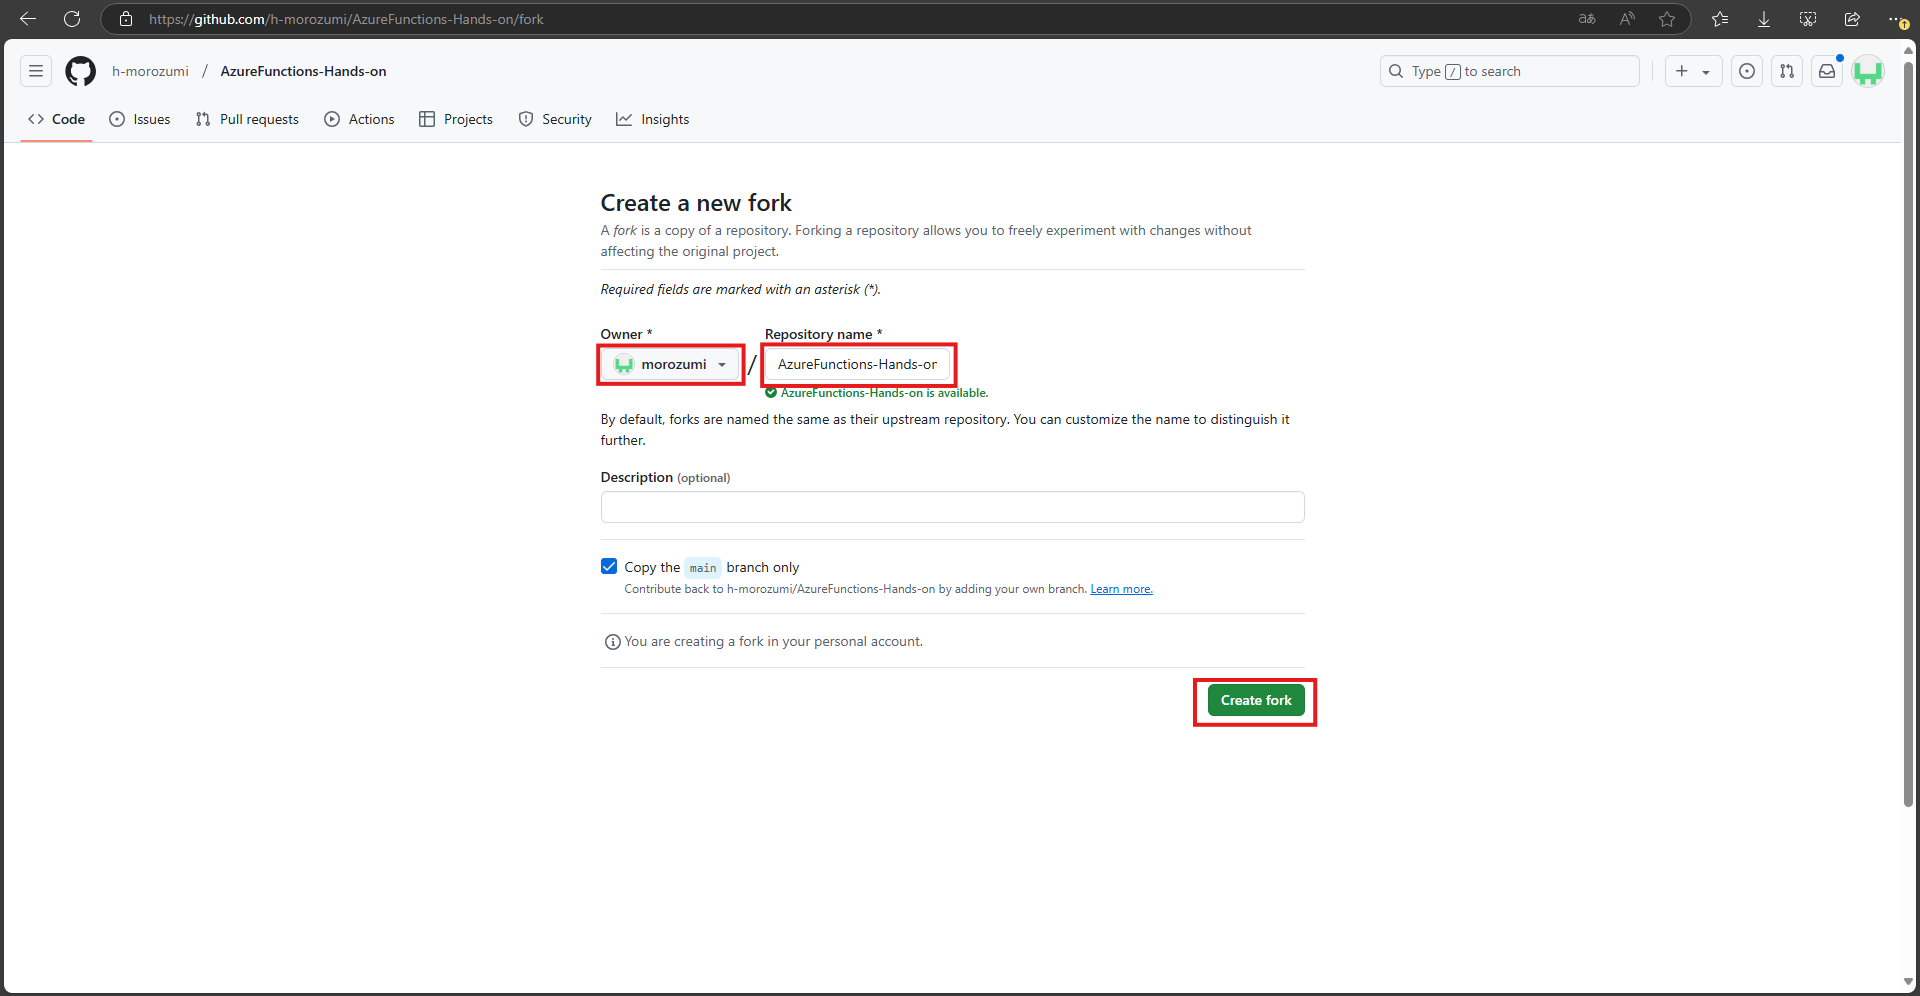 https://github.com/h-morozumi/AzureFunctions-Hands-on/fork
h-morozumi / AzureFunctions-Hands-on
Type / to search
Code Issues Pull requests Actions Projects Security Insights
Create a new fork
A fork is a copy of a repository. Forking a repository allows you to freely experiment with changes without
affecting the original project.
Required fields are marked with an asterisk (*).
Owner * Repository name *
morozumi / AzureFunctions-Hands-or
AzureFunctions-Hands-on is available.
By default, forks are named the same as their upstream repository. You can customize the name to distinguish it
further.
Description (optional)
Copy the main branch only
Contribute back to h-morozumi/AzureFunctions-Hands-on by adding your own branch. Learn more.
You are creating a fork in your personal account.
Create fork